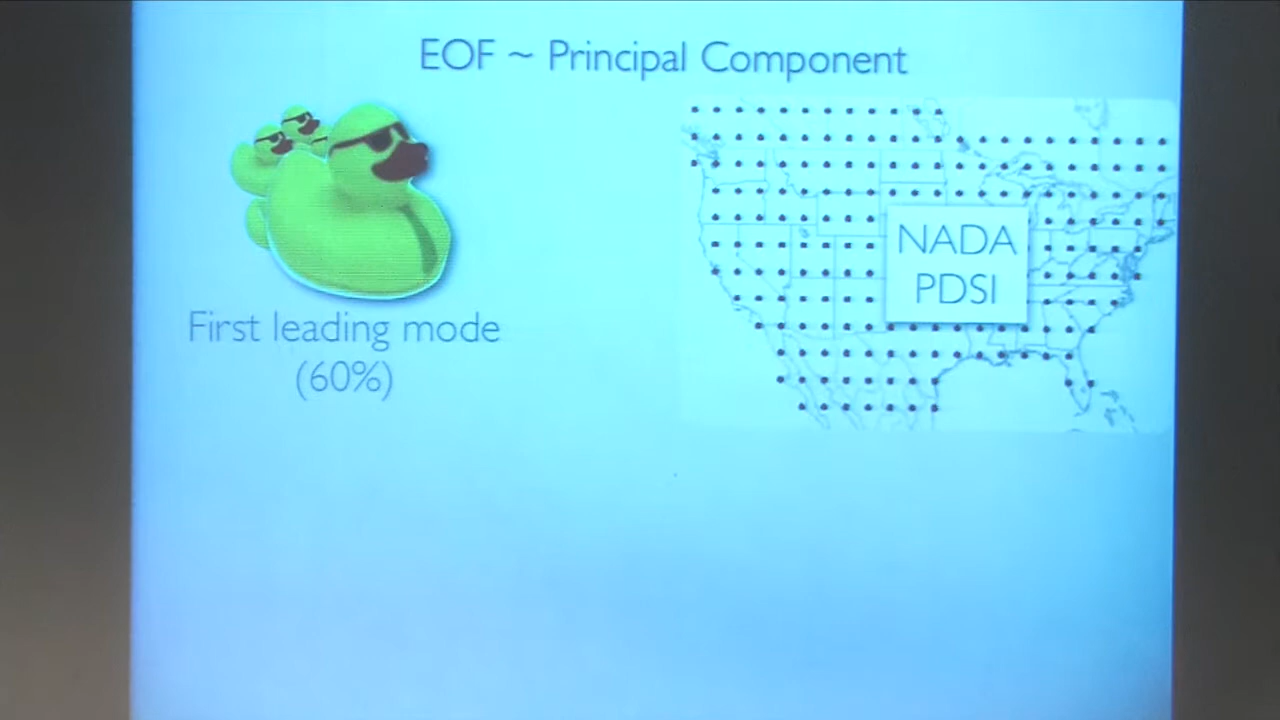 EOF ~ Principal Component
First leading mode
(60%)
NADA
PDSI